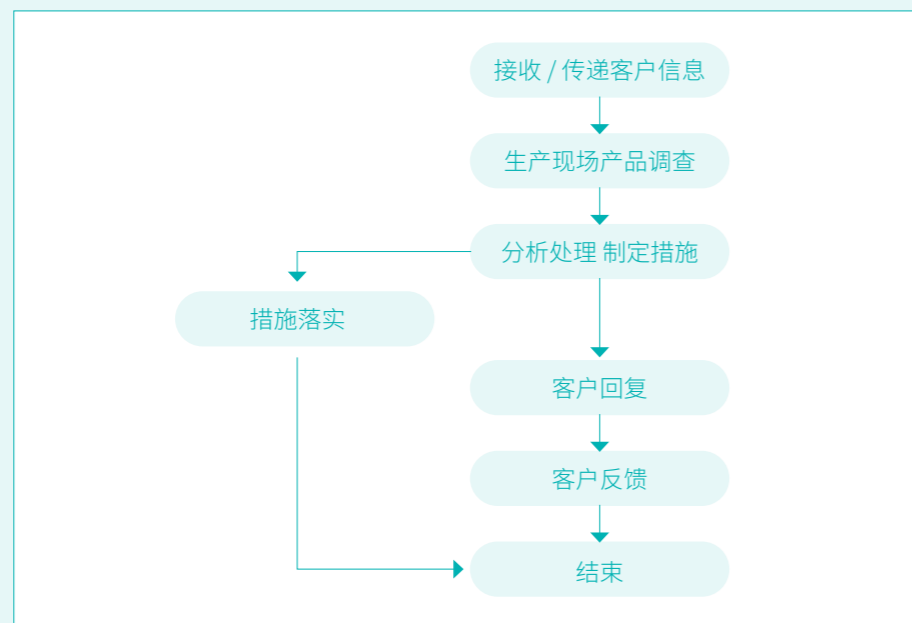 接收 / 传递客户信息
生产现场产品调查
分析处理 制定措施
措施落实
客户回复
客户反馈
结束